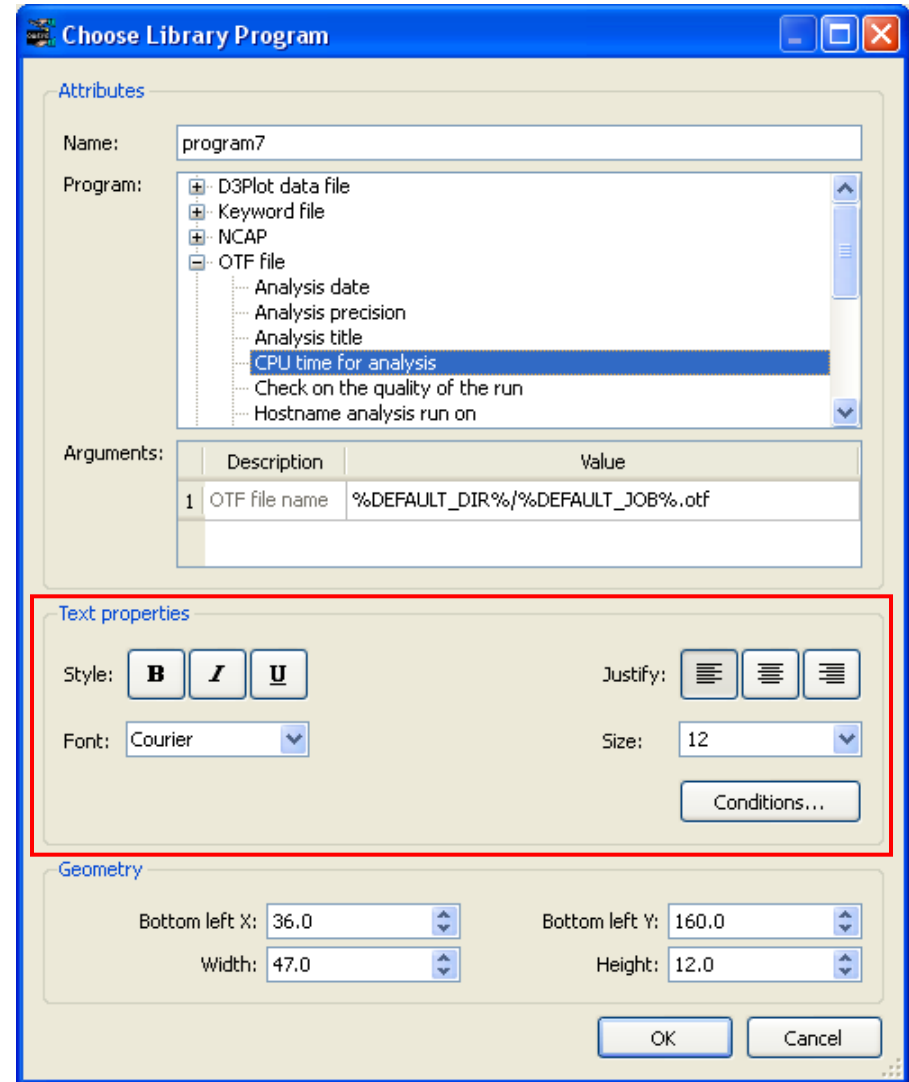 Choose Library Program
Attributes
Name: program7
Program:
D3Plot data file
Keyword file
NCAP
OTF file
Analysis date
Analysis precision
Analysis title
CPU time for analysis
Check on the quality of the run
Hostname analysis run on
Arguments:
Description Value
1 OTF file name %DEFAULT_DIR%/%DEFAULT_JOB%.otf
Text properties
Style: B I U Justify:
Font: Courier Size: 12
Conditions...
Geometry
Bottom left X: 36.0 Bottom left Y: 160.0
Width: 47.0 Height: 12.0
OK Cancel